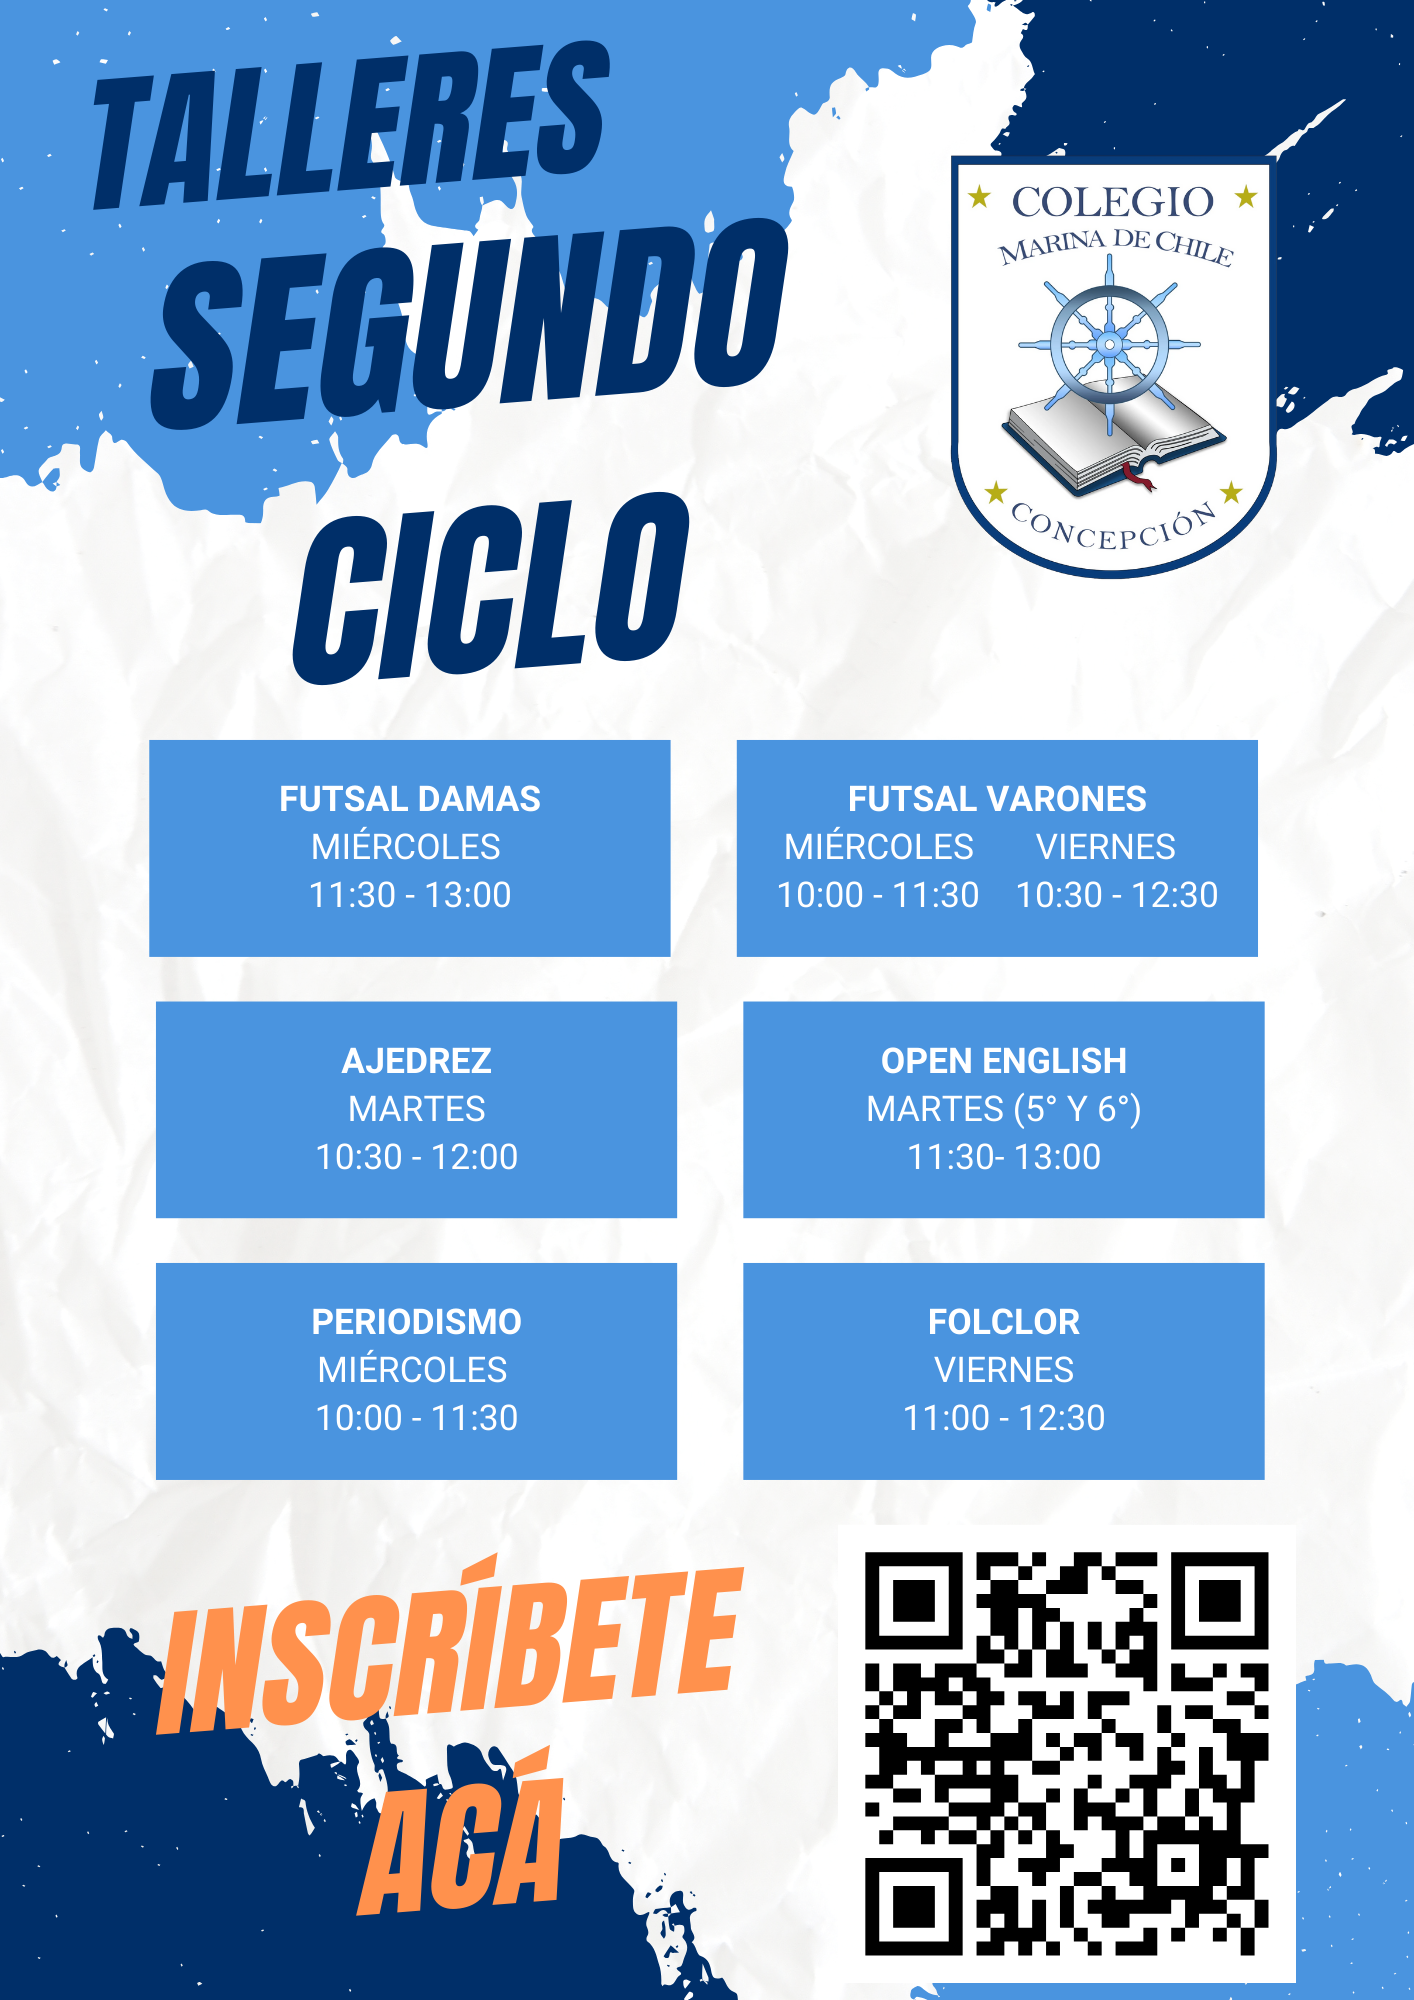 TALLERES
SEGUNDO
CICLO
COLEGIO
MARINA DE CHILE
CONCEPCIÓN
FUTSAL DAMAS
MIÉRCOLES
11:30 - 13:00
FUTSAL VARONES
MIÉRCOLES VIERNES
10:00 - 11:30 10:30 - 12:30
AJEDREZ
MARTES
10:30 - 12:00
OPEN ENGLISH
MARTES (5° Y 6°)
11:30- 13:00
PERIODISMO
MIÉRCOLES
10:00 - 11:30
FOLCLOR
VIERNES
11:00 - 12:30
INSCRÍBETE
ACÁ